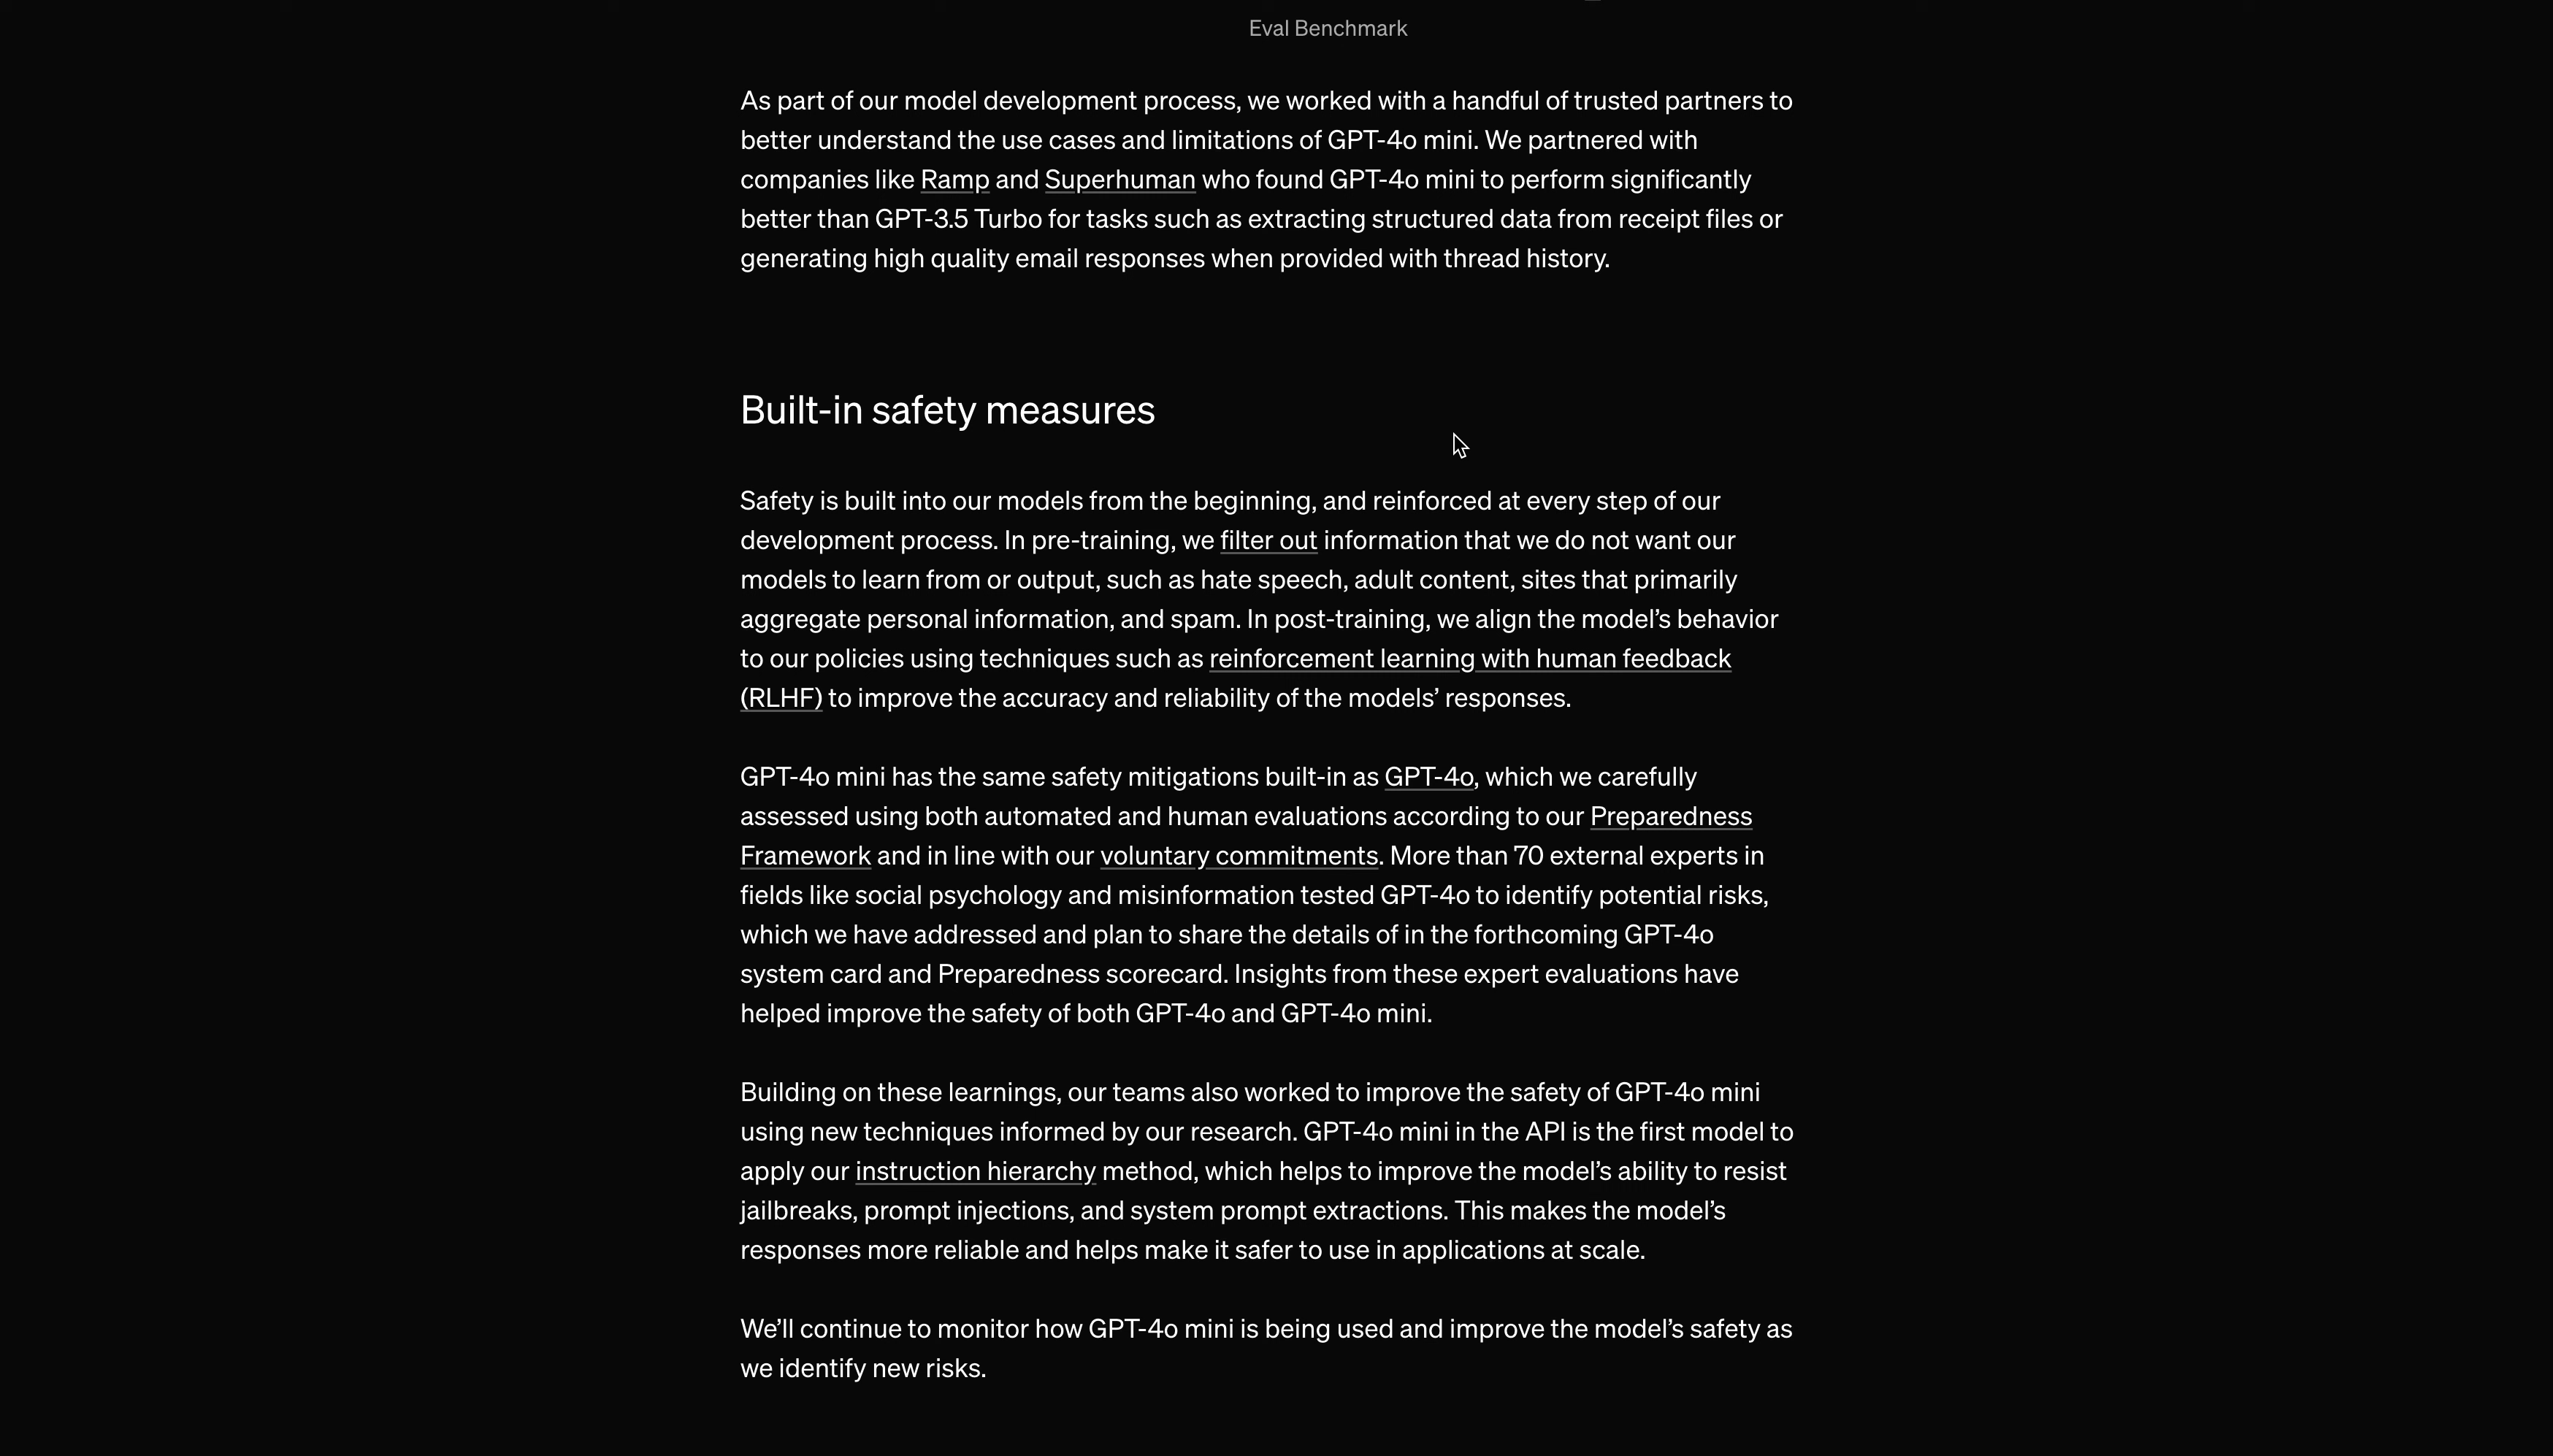 Eval Benchmark
As part of our model development process, we worked with a handful of trusted partners to
better understand the use cases and limitations of GPT-4o mini. We partnered with
companies like Ramp and Superhuman who found GPT-4o mini to perform significantly
better than GPT-3.5 Turbo for tasks such as extracting structured data from receipt files or
generating high quality email responses when provided with thread history.
Built-in safety measures
Safety is built into our models from the beginning, and reinforced at every step of our
development process. In pre-training, we filter out information that we do not want our
models to learn from or output, such as hate speech, adult content, sites that primarily
aggregate personal information, and spam. In post-training, we align the model’s behavior
to our policies using techniques such as reinforcement learning with human feedback
(RLHF) to improve the accuracy and reliability of the models’ responses.
GPT-4o mini has the same safety mitigations built-in as GPT-4o, which we carefully
assessed using both automated and human evaluations according to our Preparedness
Framework and in line with our voluntary commitments. More than 70 external experts in
fields like social psychology and misinformation tested GPT-4o to identify potential risks,
which we have addressed and plan to share the details of in the forthcoming GPT-4o
system card and Preparedness scorecard. Insights from these expert evaluations have
helped improve the safety of both GPT-4o and GPT-4o mini.
Building on these learnings, our teams also worked to improve the safety of GPT-4o mini
using new techniques informed by our research. GPT-4o mini in the API is the first model to
apply our instruction hierarchy method, which helps to improve the model’s ability to resist
jailbreaks, prompt injections, and system prompt extractions. This makes the model’s
responses more reliable and helps make it safer to use in applications at scale.
We’ll continue to monitor how GPT-4o mini is being used and improve the model’s safety as
we identify new risks.